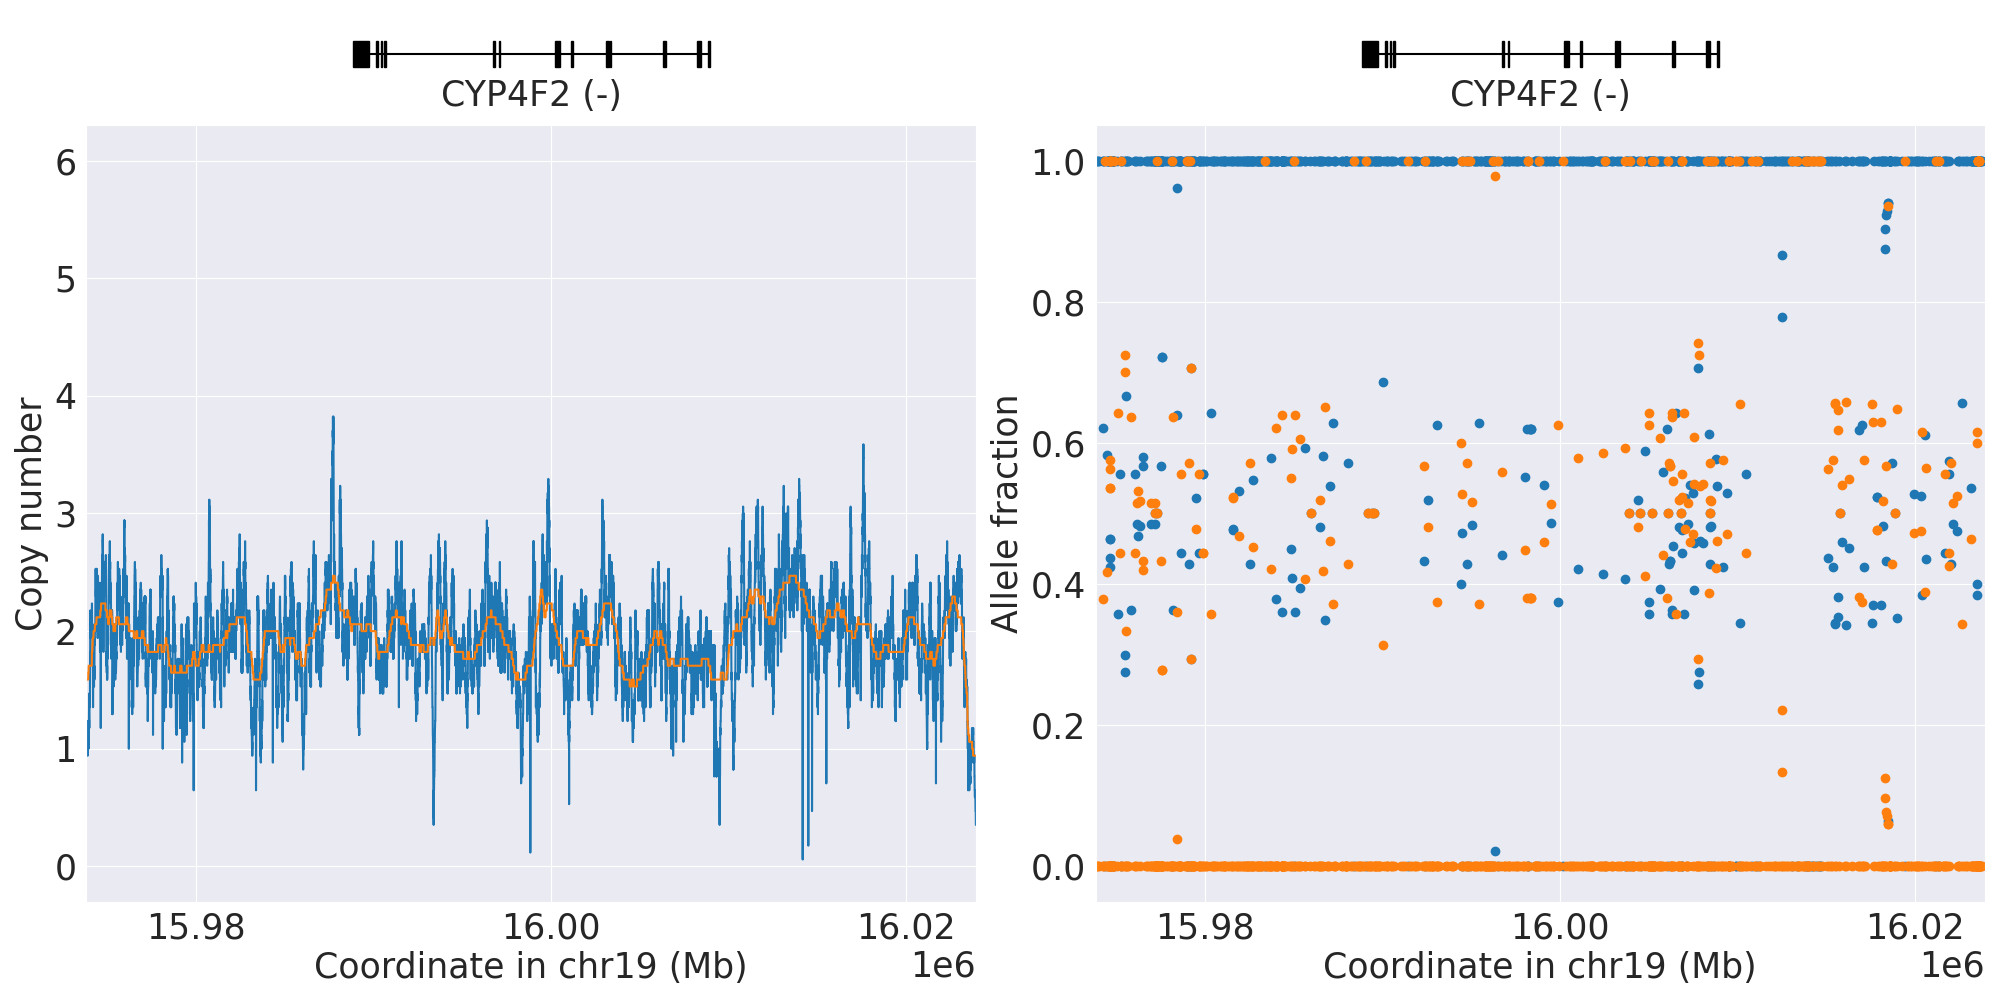 CYP4F2 (-)
Copy number
6
5
4
3
2
1
0
15.98
16.00
16.02
Coordinate in chr19 (Mb)
1e6
CYP4F2 (-)
Allele fraction
1.0
0.8
0.6
0.4
0.2
0.0
15.98
16.00
16.02
Coordinate in chr19 (Mb)
1e6